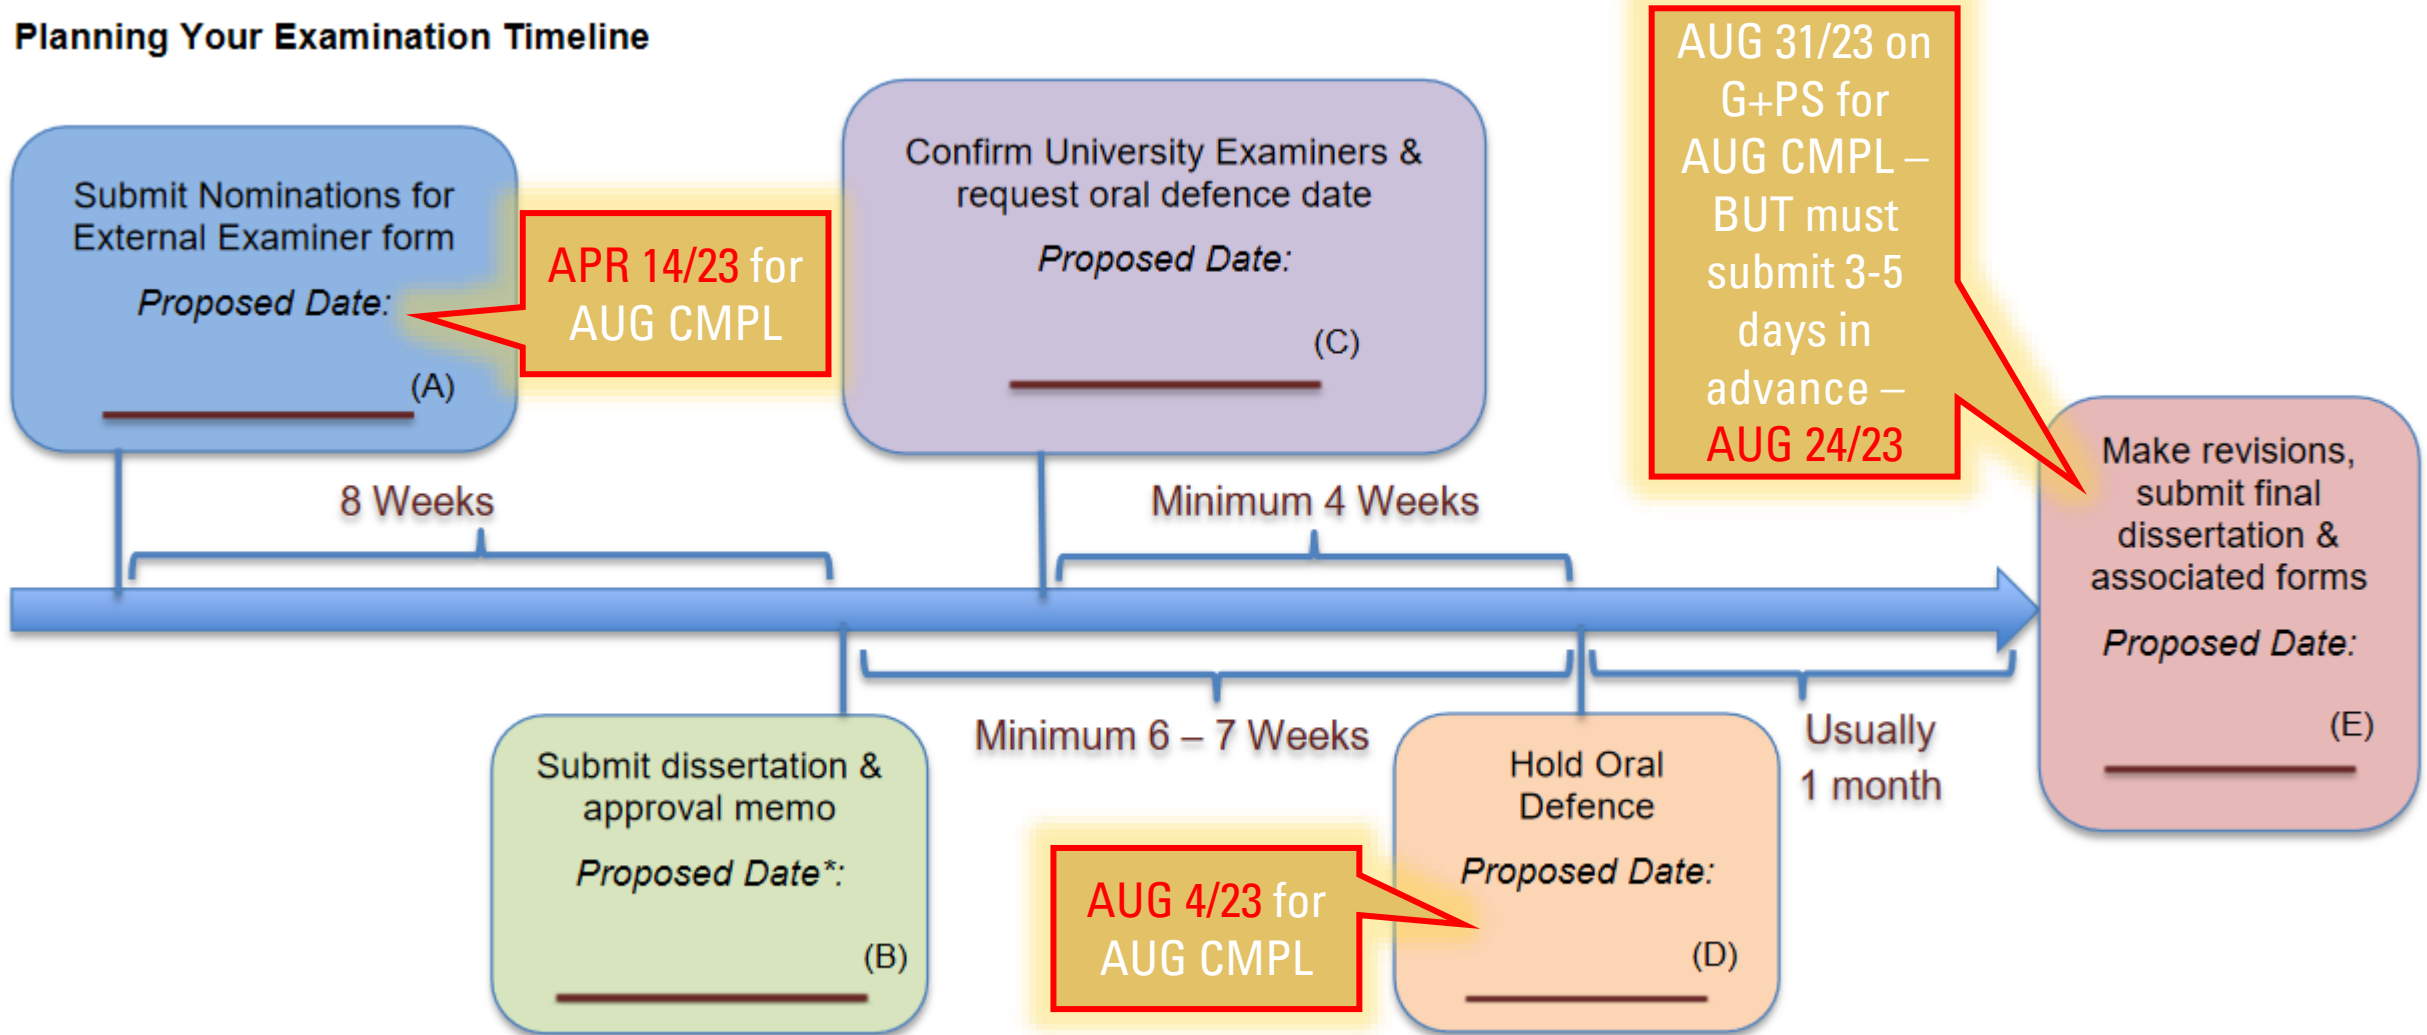 Planning Your Examination Timeline
Submit Nominations for
External Examiner form
Proposed Date:
(A)
APR 14/23 for
AUG CMPL
Confirm University Examiners &
request oral defence date
Proposed Date:
(C)
AUG 31/23 on
G+PS for
AUG CMPL –
BUT must
submit 3-5
days in
advance –
AUG 24/23
8 Weeks
Minimum 4 Weeks
Make revisions,
submit final
dissertation &
associated forms
Proposed Date:
(E)
Submit dissertation &
approval memo
Proposed Date*:
(B)
Minimum 6 – 7 Weeks
AUG 4/23 for
AUG CMPL
Hold Oral
Defence
Proposed Date:
(D)
Usually
1 month